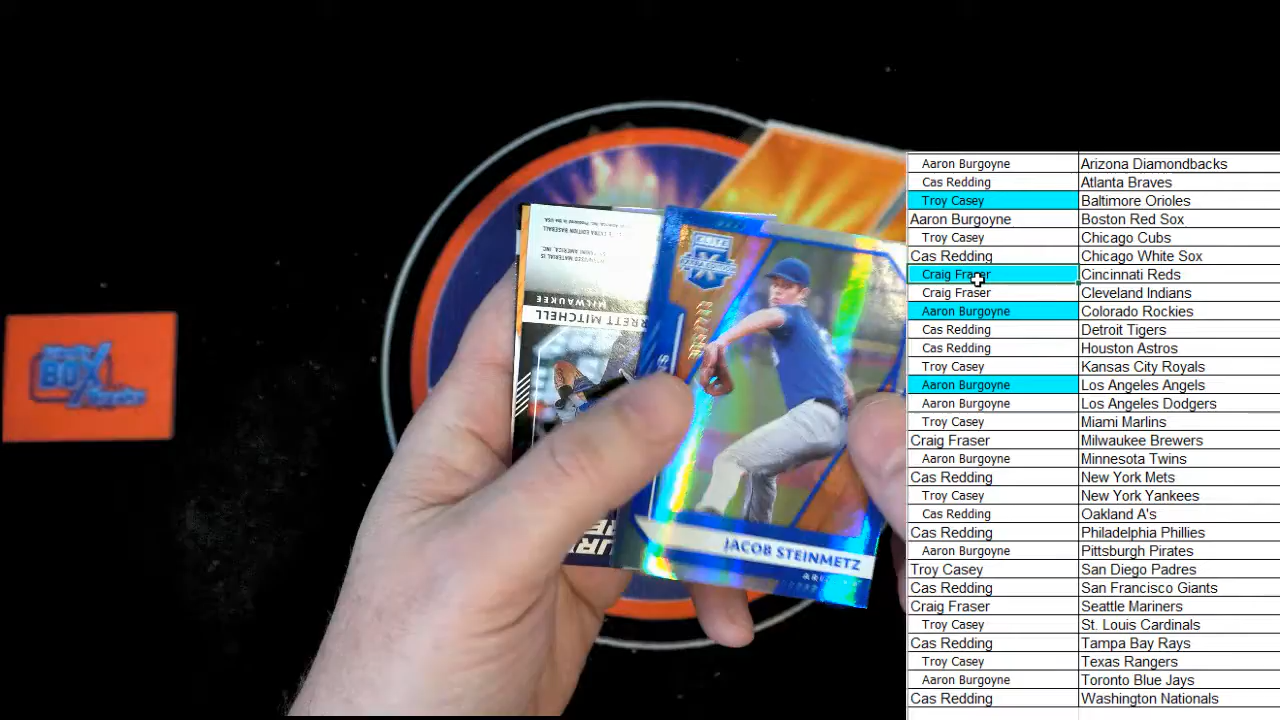 Aaron Burgoyne Arizona Diamondbacks
Cas Redding Atlanta Braves
Troy Casey Baltimore Orioles
Aaron Burgoyne Boston Red Sox
Troy Casey Chicago Cubs
Cas Redding Chicago White Sox
Craig Fraser Cincinnati Reds
Craig Fraser Cleveland Indians
Aaron Burgoyne Colorado Rockies
Cas Redding Detroit Tigers
Cas Redding Houston Astros
Troy Casey Kansas City Royals
Aaron Burgoyne Los Angeles Angels
Aaron Burgoyne Los Angeles Dodgers
Troy Casey Miami Marlins
Craig Fraser Milwaukee Brewers
Aaron Burgoyne Minnesota Twins
Cas Redding New York Mets
Troy Casey New York Yankees
Cas Redding Oakland A's
Cas Redding Philadelphia Phillies
Aaron Burgoyne Pittsburgh Pirates
Troy Casey San Diego Padres
Cas Redding San Francisco Giants
Craig Fraser Seattle Mariners
Troy Casey St. Louis Cardinals
Cas Redding Tampa Bay Rays
Troy Casey Texas Rangers
Aaron Burgoyne Toronto Blue Jays
Cas Redding Washington Nationals
ELITE
JACOB STEINMETZ
MILWAUKEE
RRETT MITCHELL
BOX